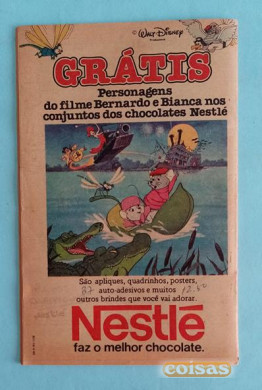 © WALT DISNEY
GRÁTIS
Personagens
do filme Bernardo e Bianca nos
conjuntos dos chocolates Nestlé
São apliques, quadrinhos, posters,
auto-adesivos e muitos
outros brindes que você vai adorar.
Nestlé
faz o melhor chocolate.
coisas